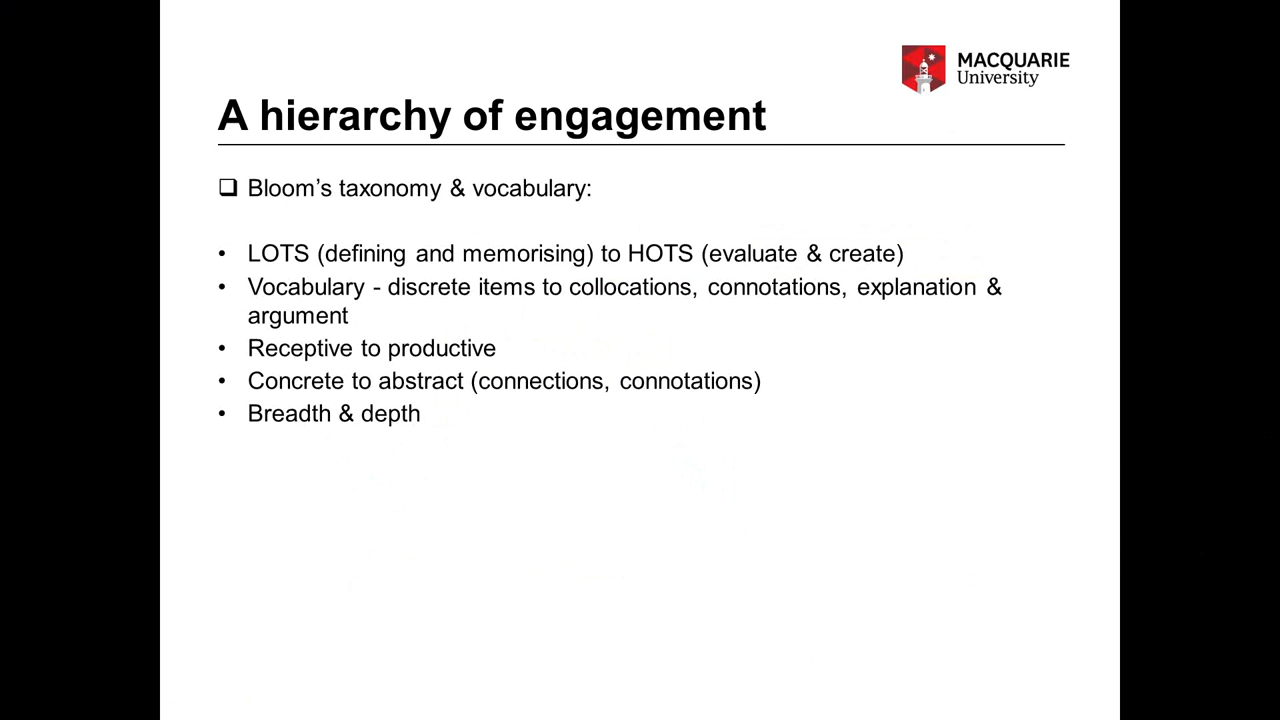 MACQUARIE
University
A hierarchy of engagement
❑ Bloom’s taxonomy & vocabulary:
• LOTS (defining and memorising) to HOTS (evaluate & create)
• Vocabulary - discrete items to collocations, connotations, explanation &
argument
• Receptive to productive
• Concrete to abstract (connections, connotations)
• Breadth & depth